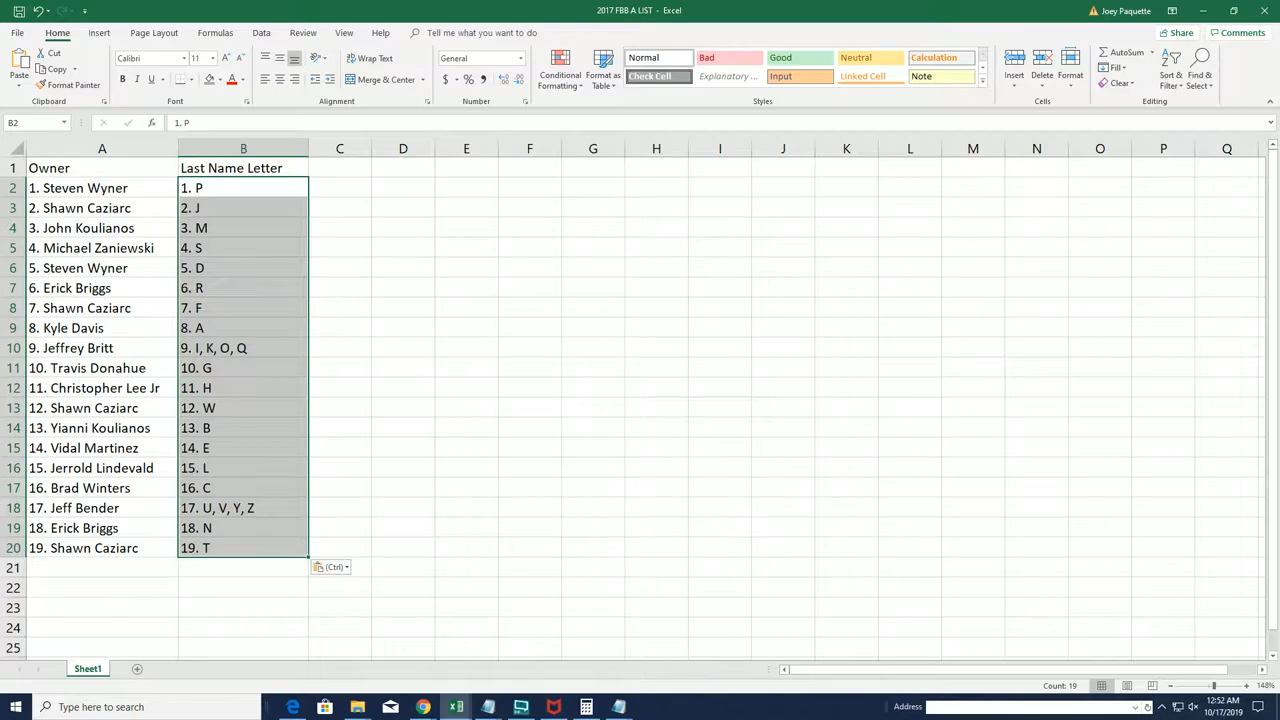 2017 FBB A LIST - Excel
Joey Paquette
File Home Insert Page Layout Formulas Data Review View Help Tell me what you want to do Share Comments
Cut
Copy
Format Painter
Paste
Clipboard
Calibri 11
B I U A
Font
Wrap Text
Merge & Center
Alignment
General
$ % ,
Number
Conditional Formatting
Format as Table
Normal Bad Good Neutral Calculation
Check Cell Explanatory ... Input Linked Cell Note
Styles
Insert Delete Format
Cells
AutoSum
Fill
Clear
Sort & Filter
Find & Select
Editing
B2 fx 1. P
A B C D E F G H I J K L M N O P Q
1 Owner Last Name Letter
2 1. Steven Wyner 1. P
3 2. Shawn Caziarc 2. J
4 3. John Koulianos 3. M
5 4. Michael Zaniewski 4. S
6 5. Steven Wyner 5. D
7 6. Erick Briggs 6. R
8 7. Shawn Caziarc 7. F
9 8. Kyle Davis 8. A
10 9. Jeffrey Britt 9. I, K, O, Q
11 10. Travis Donahue 10. G
12 11. Christopher Lee Jr 11. H
13 12. Shawn Caziarc 12. W
14 13. Yianni Koulianos 13. B
15 14. Vidal Martinez 14. E
16 15. Jerrold Lindevald 15. L
17 16. Brad Winters 16. C
18 17. Jeff Bender 17. U, V, Y, Z
19 18. Erick Briggs 18. N
20 19. Shawn Caziarc 19. T
21 (Ctrl)
22
23
24
25
Sheet1
Count: 19 148%
Type here to search
Address
12:52 AM
10/17/2019